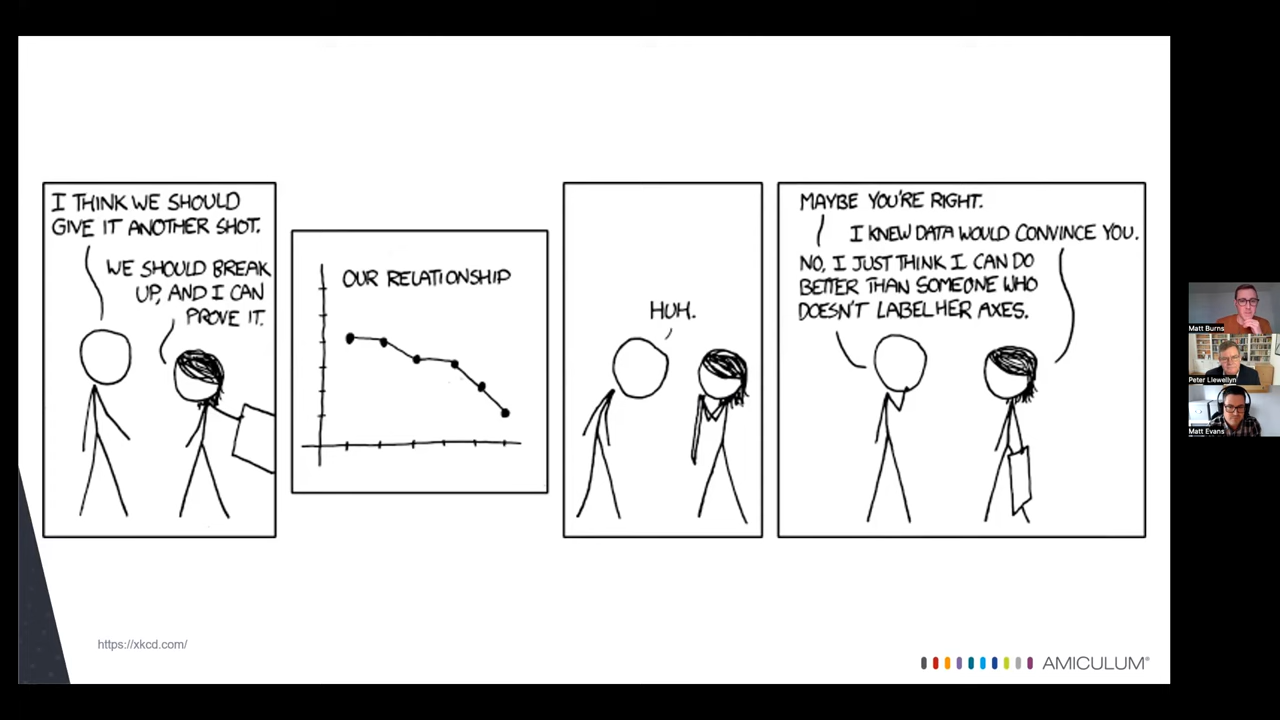 I THINK WE SHOULD
GIVE IT ANOTHER SHOT.
WE SHOULD BREAK
UP, AND I CAN
PROVE IT.
OUR RELATIONSHIP
HUH.
MAYBE YOU'RE RIGHT.
I KNEW DATA WOULD CONVINCE YOU.
NO, I JUST THINK I CAN DO
BETTER THAN SOMEONE WHO
DOESN'T LABEL HER AXES.
https://xkcd.com/
AMICULUM®
Matt Burns
Peter Llewellyn
Matt Evans